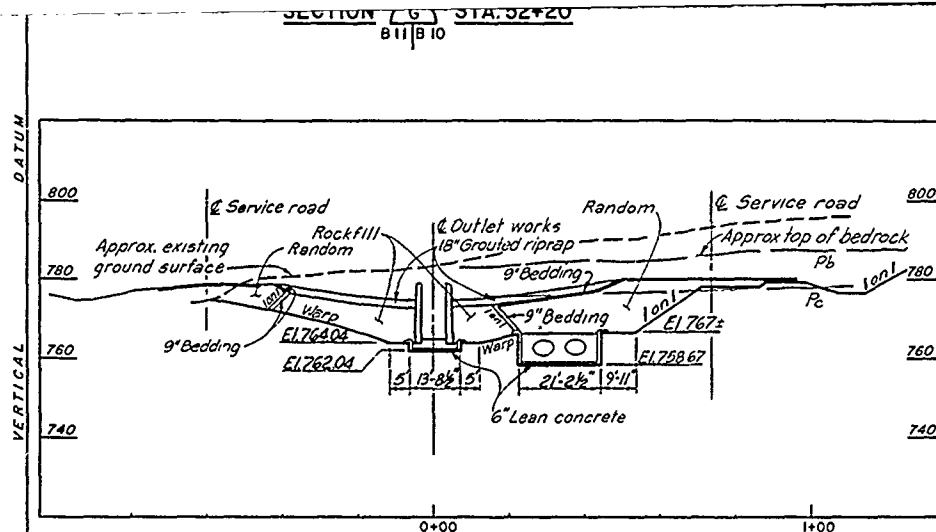 SECTION G STA. 52+20
B 11 B 10
DATUM
VERTICAL
800
780
760
740
800
780
760
740
℄ Service road
Random
℄ Service road
Rockfill
℄ Outlet works
18" Grouted riprap
Approx. existing
ground surface
Random
Approx top of bedrock
Pb
9" Bedding
1 on 1
1 on 1
Pc
Warp
1 on 1
9" Bedding
1 on 1
9" Bedding
El. 764.04
El. 767±
El. 762.04
Warp
El. 758.67
5' 13'-8½" 5'
21'-2½" 9'-11"
6" Lean concrete
0+00
1+00